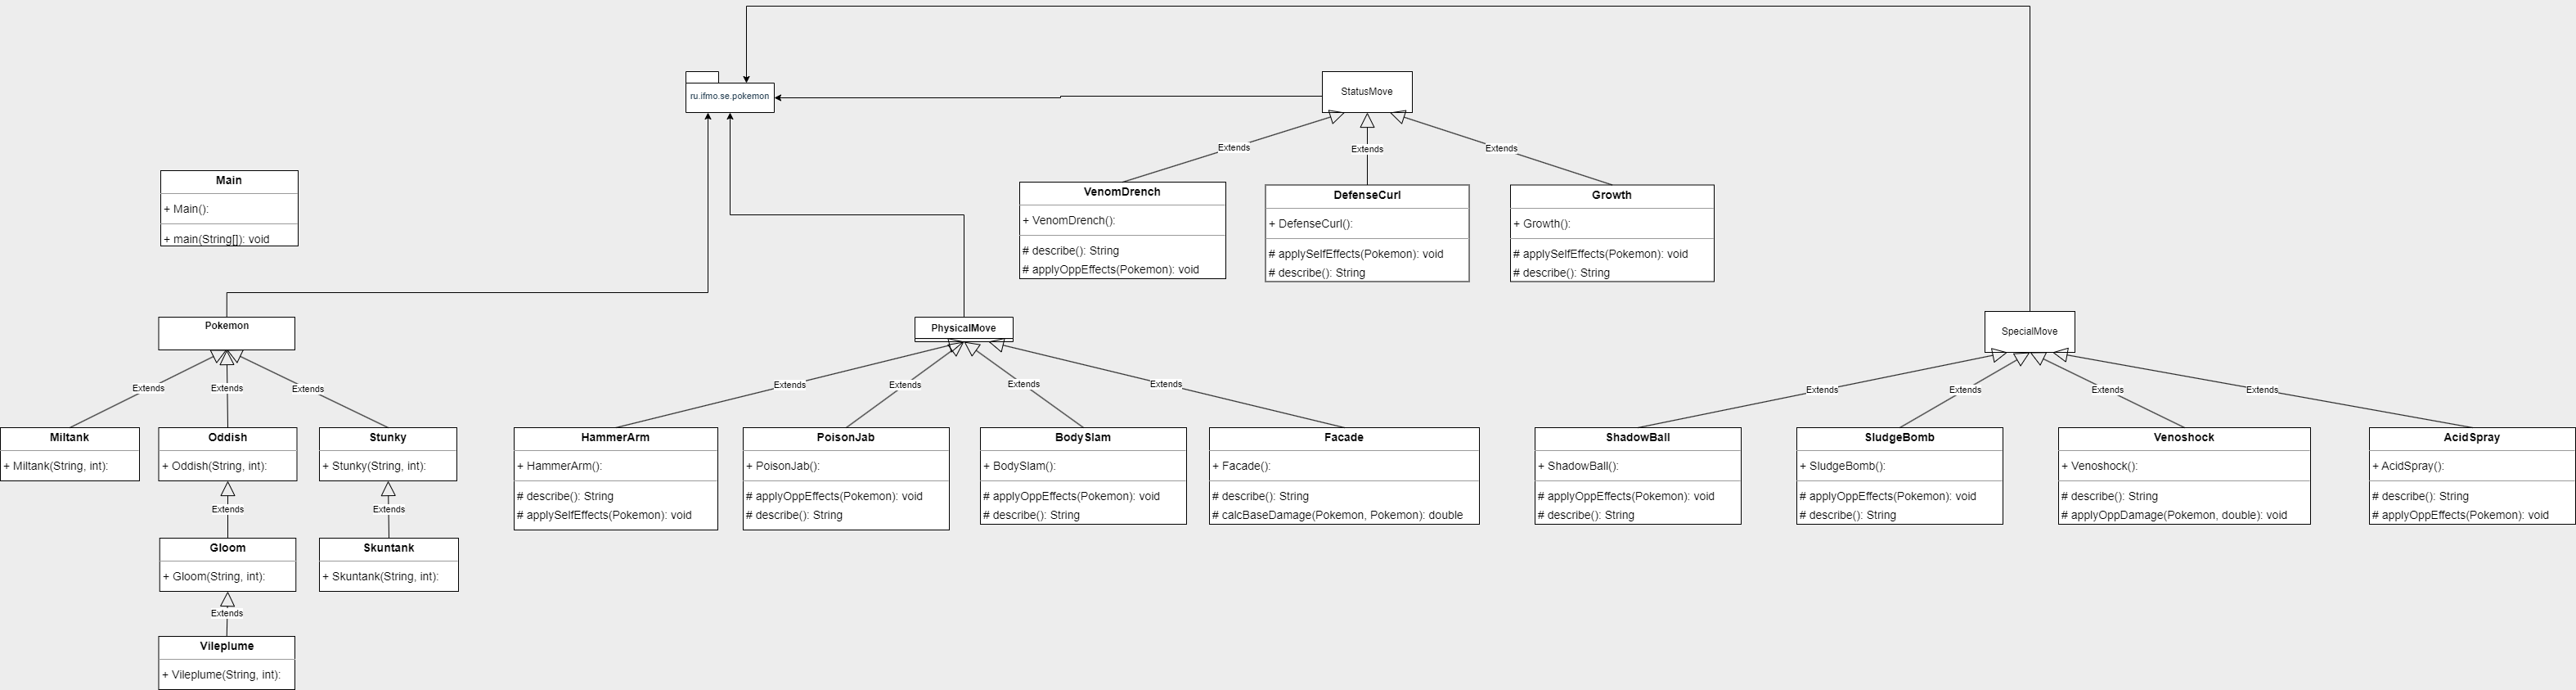 ru.ifmo.se.pokemon
StatusMove
Extends
Extends
Extends
Main
+ Main():
+ main(String[]): void
VenomDrench
+ VenomDrench():
# describe(): String
# applyOppEffects(Pokemon): void
DefenseCurl
+ DefenseCurl():
# applySelfEffects(Pokemon): void
# describe(): String
Growth
+ Growth():
# applySelfEffects(Pokemon): void
# describe(): String
Pokemon
PhysicalMove
SpecialMove
Extends
Extends
Extends
Extends
Extends
Extends
Extends
Extends
Extends
Extends
Extends
Miltank
+ Miltank(String, int):
Oddish
+ Oddish(String, int):
Stunky
+ Stunky(String, int):
HammerArm
+ HammerArm():
# describe(): String
# applySelfEffects(Pokemon): void
PoisonJab
+ PoisonJab():
# applyOppEffects(Pokemon): void
# describe(): String
BodySlam
+ BodySlam():
# applyOppEffects(Pokemon): void
# describe(): String
Facade
+ Facade():
# describe(): String
# calcBaseDamage(Pokemon, Pokemon): double
ShadowBall
+ ShadowBall():
# applyOppEffects(Pokemon): void
# describe(): String
SludgeBomb
+ SludgeBomb():
# applyOppEffects(Pokemon): void
# describe(): String
Venoshock
+ Venoshock():
# describe(): String
# applyOppDamage(Pokemon, double): void
AcidSpray
+ AcidSpray():
# describe(): String
# applyOppEffects(Pokemon): void
Extends
Extends
Gloom
+ Gloom(String, int):
Skuntank
+ Skuntank(String, int):
Extends
Vileplume
+ Vileplume(String, int):